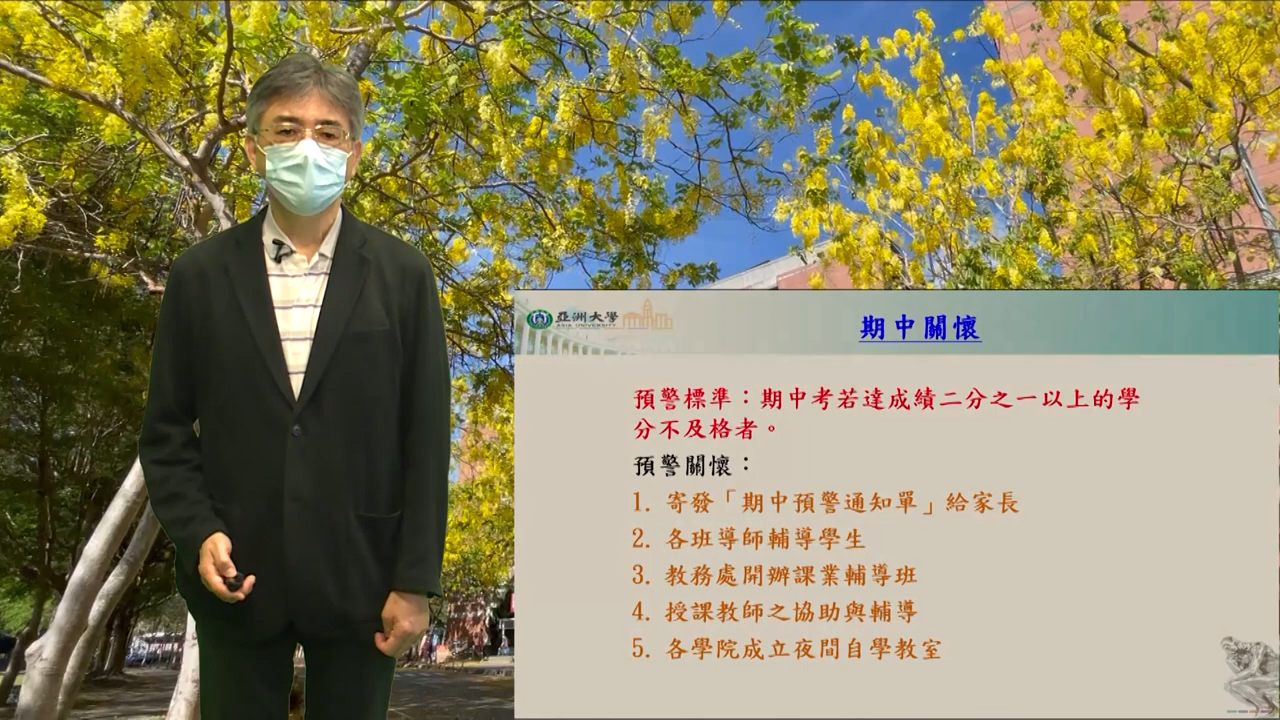 亞洲大學
ASIA UNIVERSITY
期中關懷
預警標準：期中考若達成績二分之一以上的學
分不及格者。
預警關懷：
1. 寄發「期中預警通知單」給家長
2. 各班導師輔導學生
3. 教務處開辦課業輔導班
4. 授課教師之協助與輔導
5. 各學院成立夜間自學教室